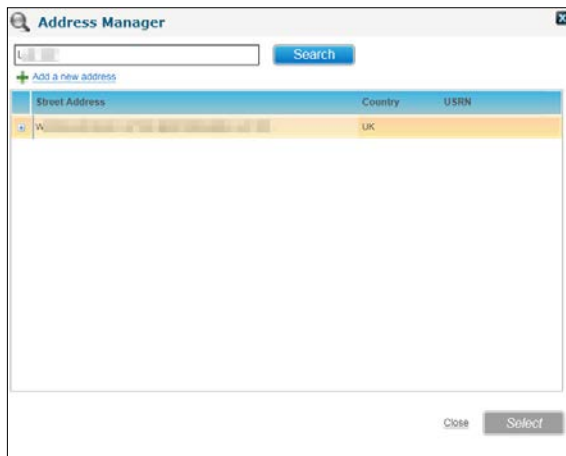 Address Manager
Search
Add a new address
Street Address Country USRN
UK
Close Select